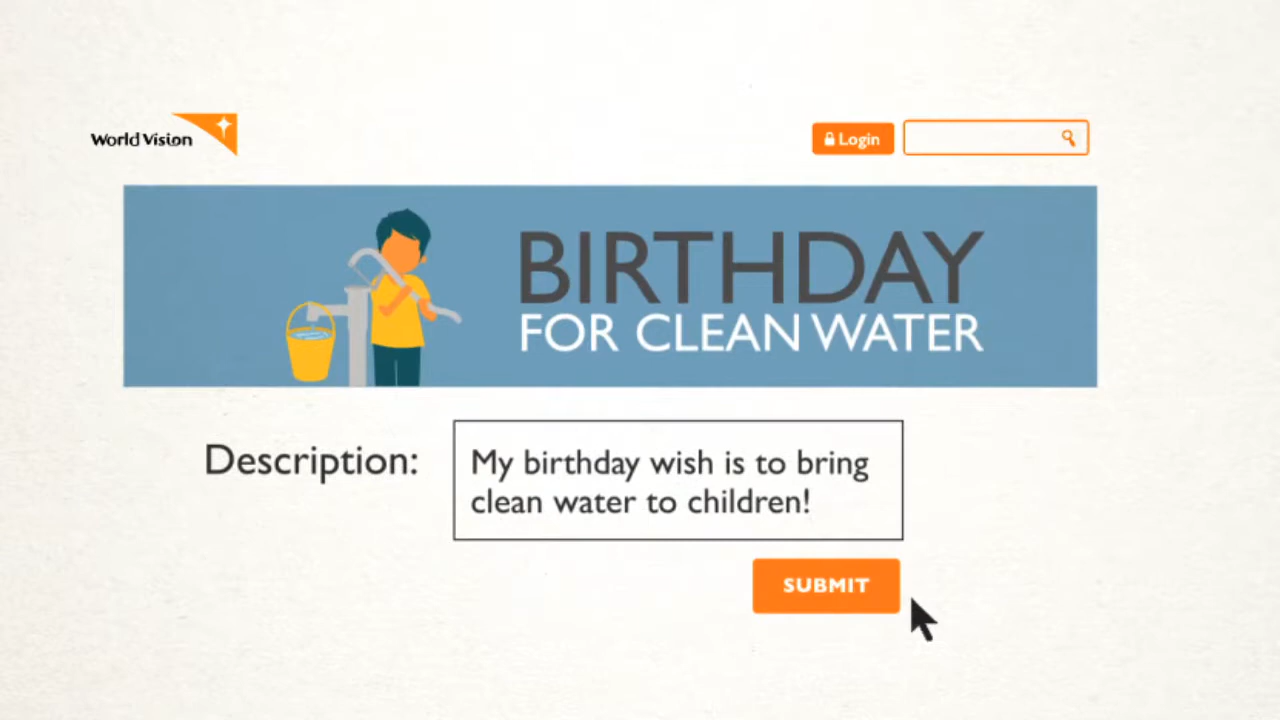 World Vision
Login
BIRTHDAY
FOR CLEAN WATER
Description:
My birthday wish is to bring
clean water to children!
SUBMIT